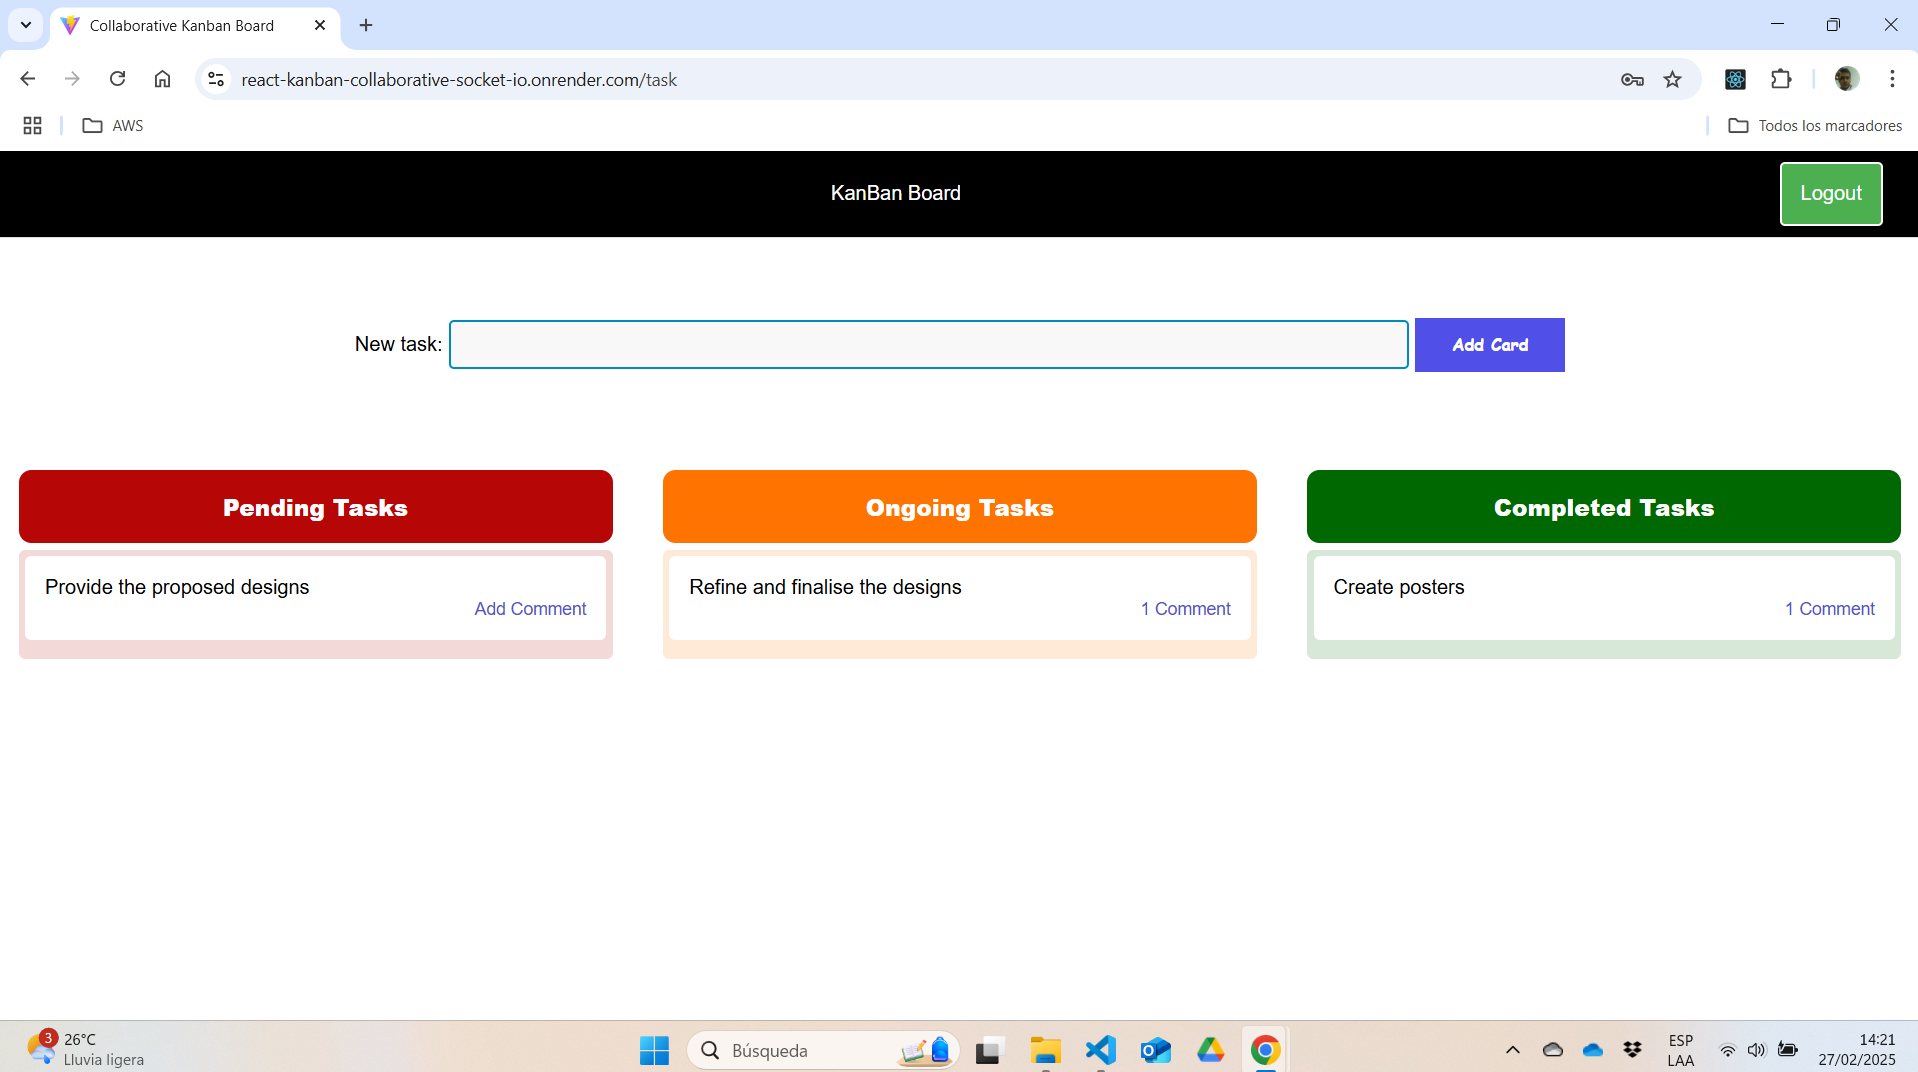 Collaborative Kanban Board
react-kanban-collaborative-socket-io.onrender.com/task
AWS
Todos los marcadores
KanBan Board
Logout
New task:
Add Card
Pending Tasks
Ongoing Tasks
Completed Tasks
Provide the proposed designs
Add Comment
Refine and finalise the designs
1 Comment
Create posters
1 Comment
3
26°C
Lluvia ligera
Búsqueda
ESP
LAA
14:21
27/02/2025